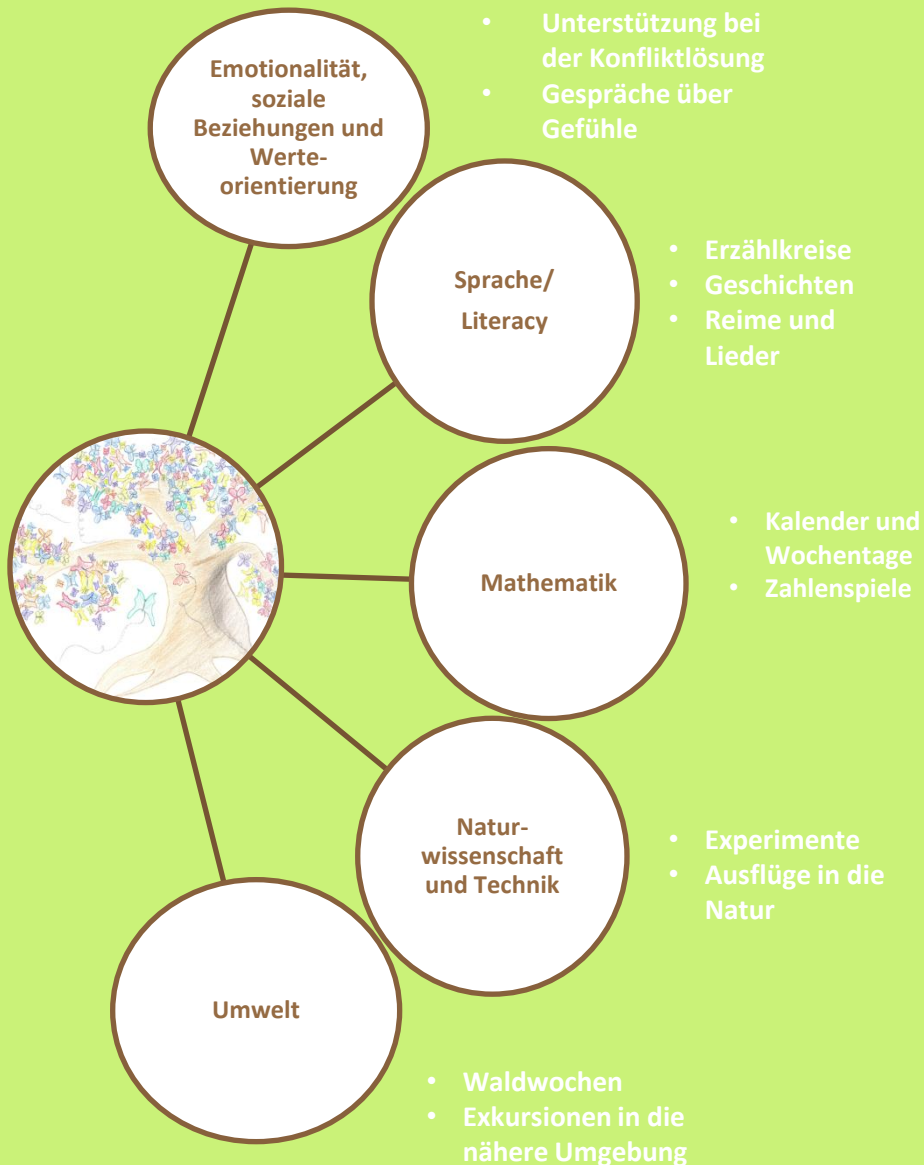 Emotionalität,
soziale
Beziehungen und
Werte-
orientierung
• Unterstützung bei
der Konfliktlösung
• Gespräche über
Gefühle
Sprache/
Literacy
• Erzählkreise
• Geschichten
• Reime und
Lieder
Mathematik
• Kalender und
Wochentage
• Zahlenspiele
Natur-
wissenschaft
und Technik
• Experimente
• Ausflüge in die
Natur
Umwelt
• Waldwochen
• Exkursionen in die
nähere Umgebung